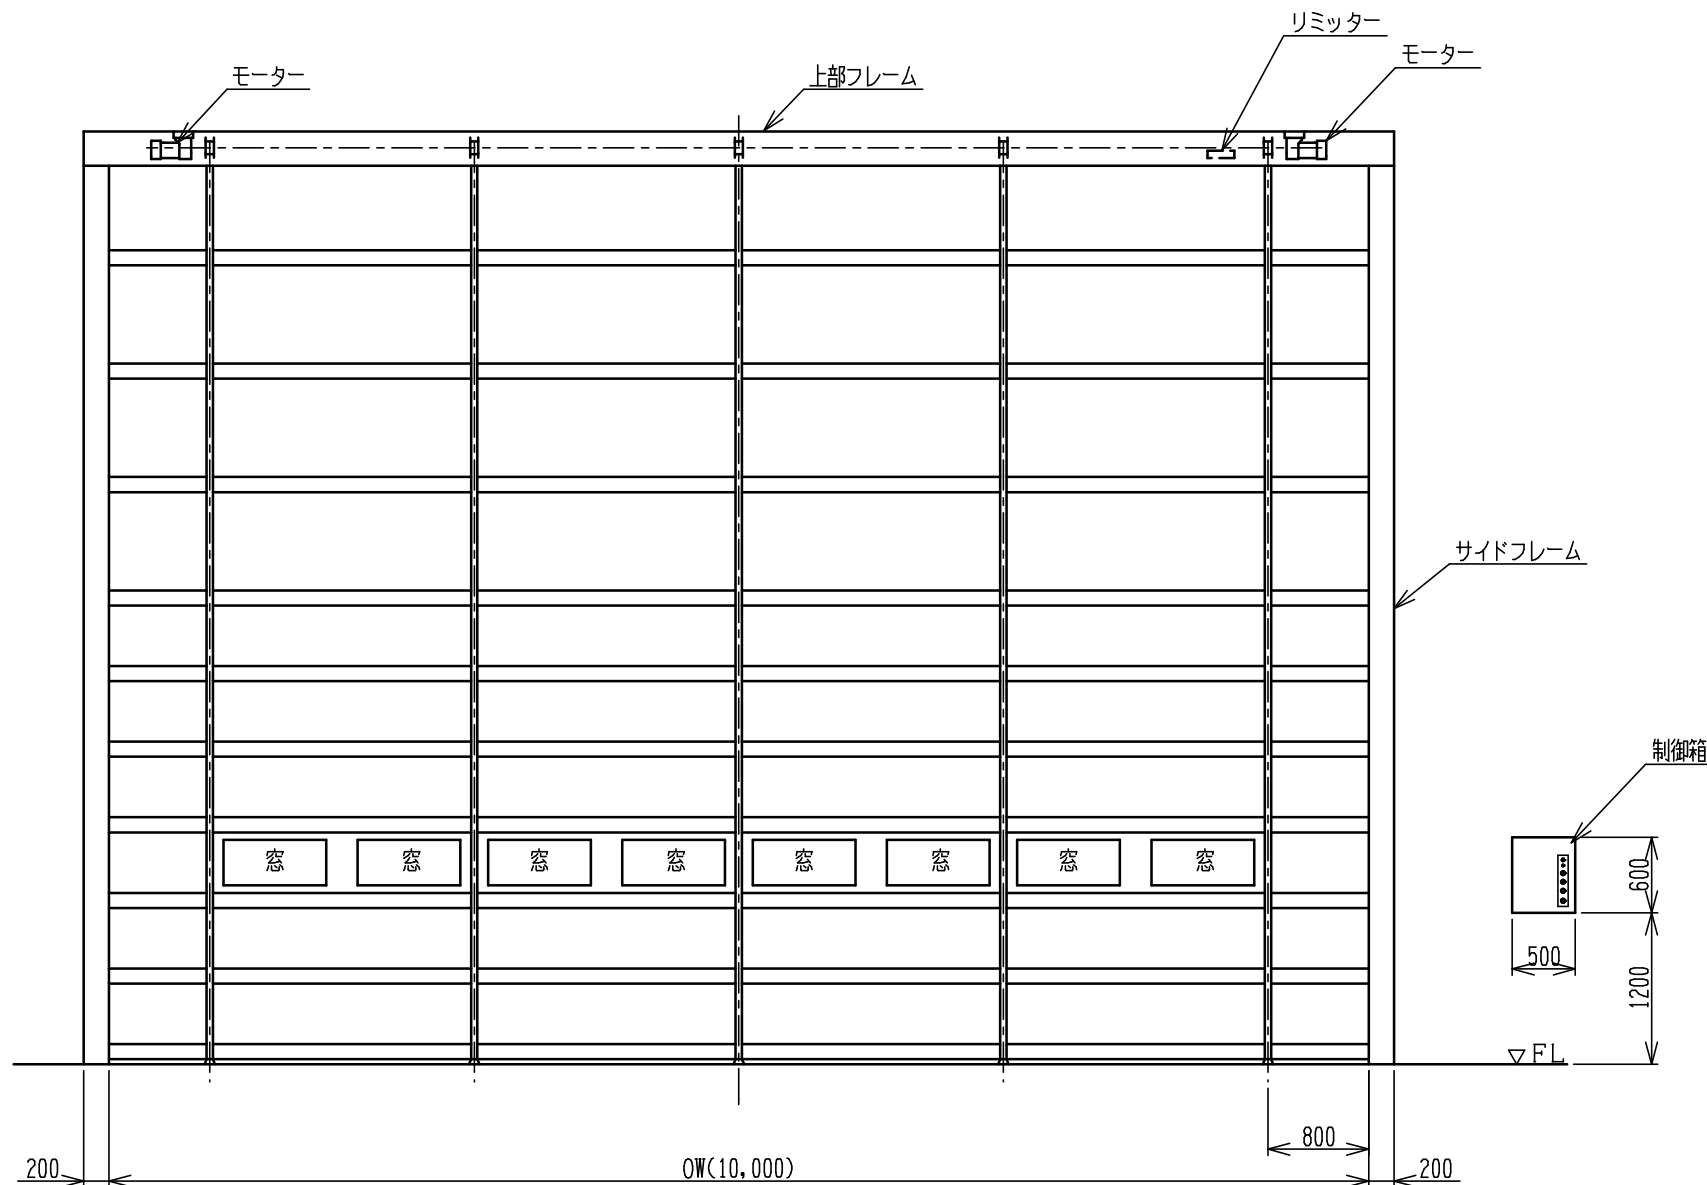 リミッター
モーター
上部フレーム
モーター
サイドフレーム
制御箱
窓
窓
窓
窓
窓
窓
窓
窓
600
500
1200
FL
800
200
OW(10,000)
200